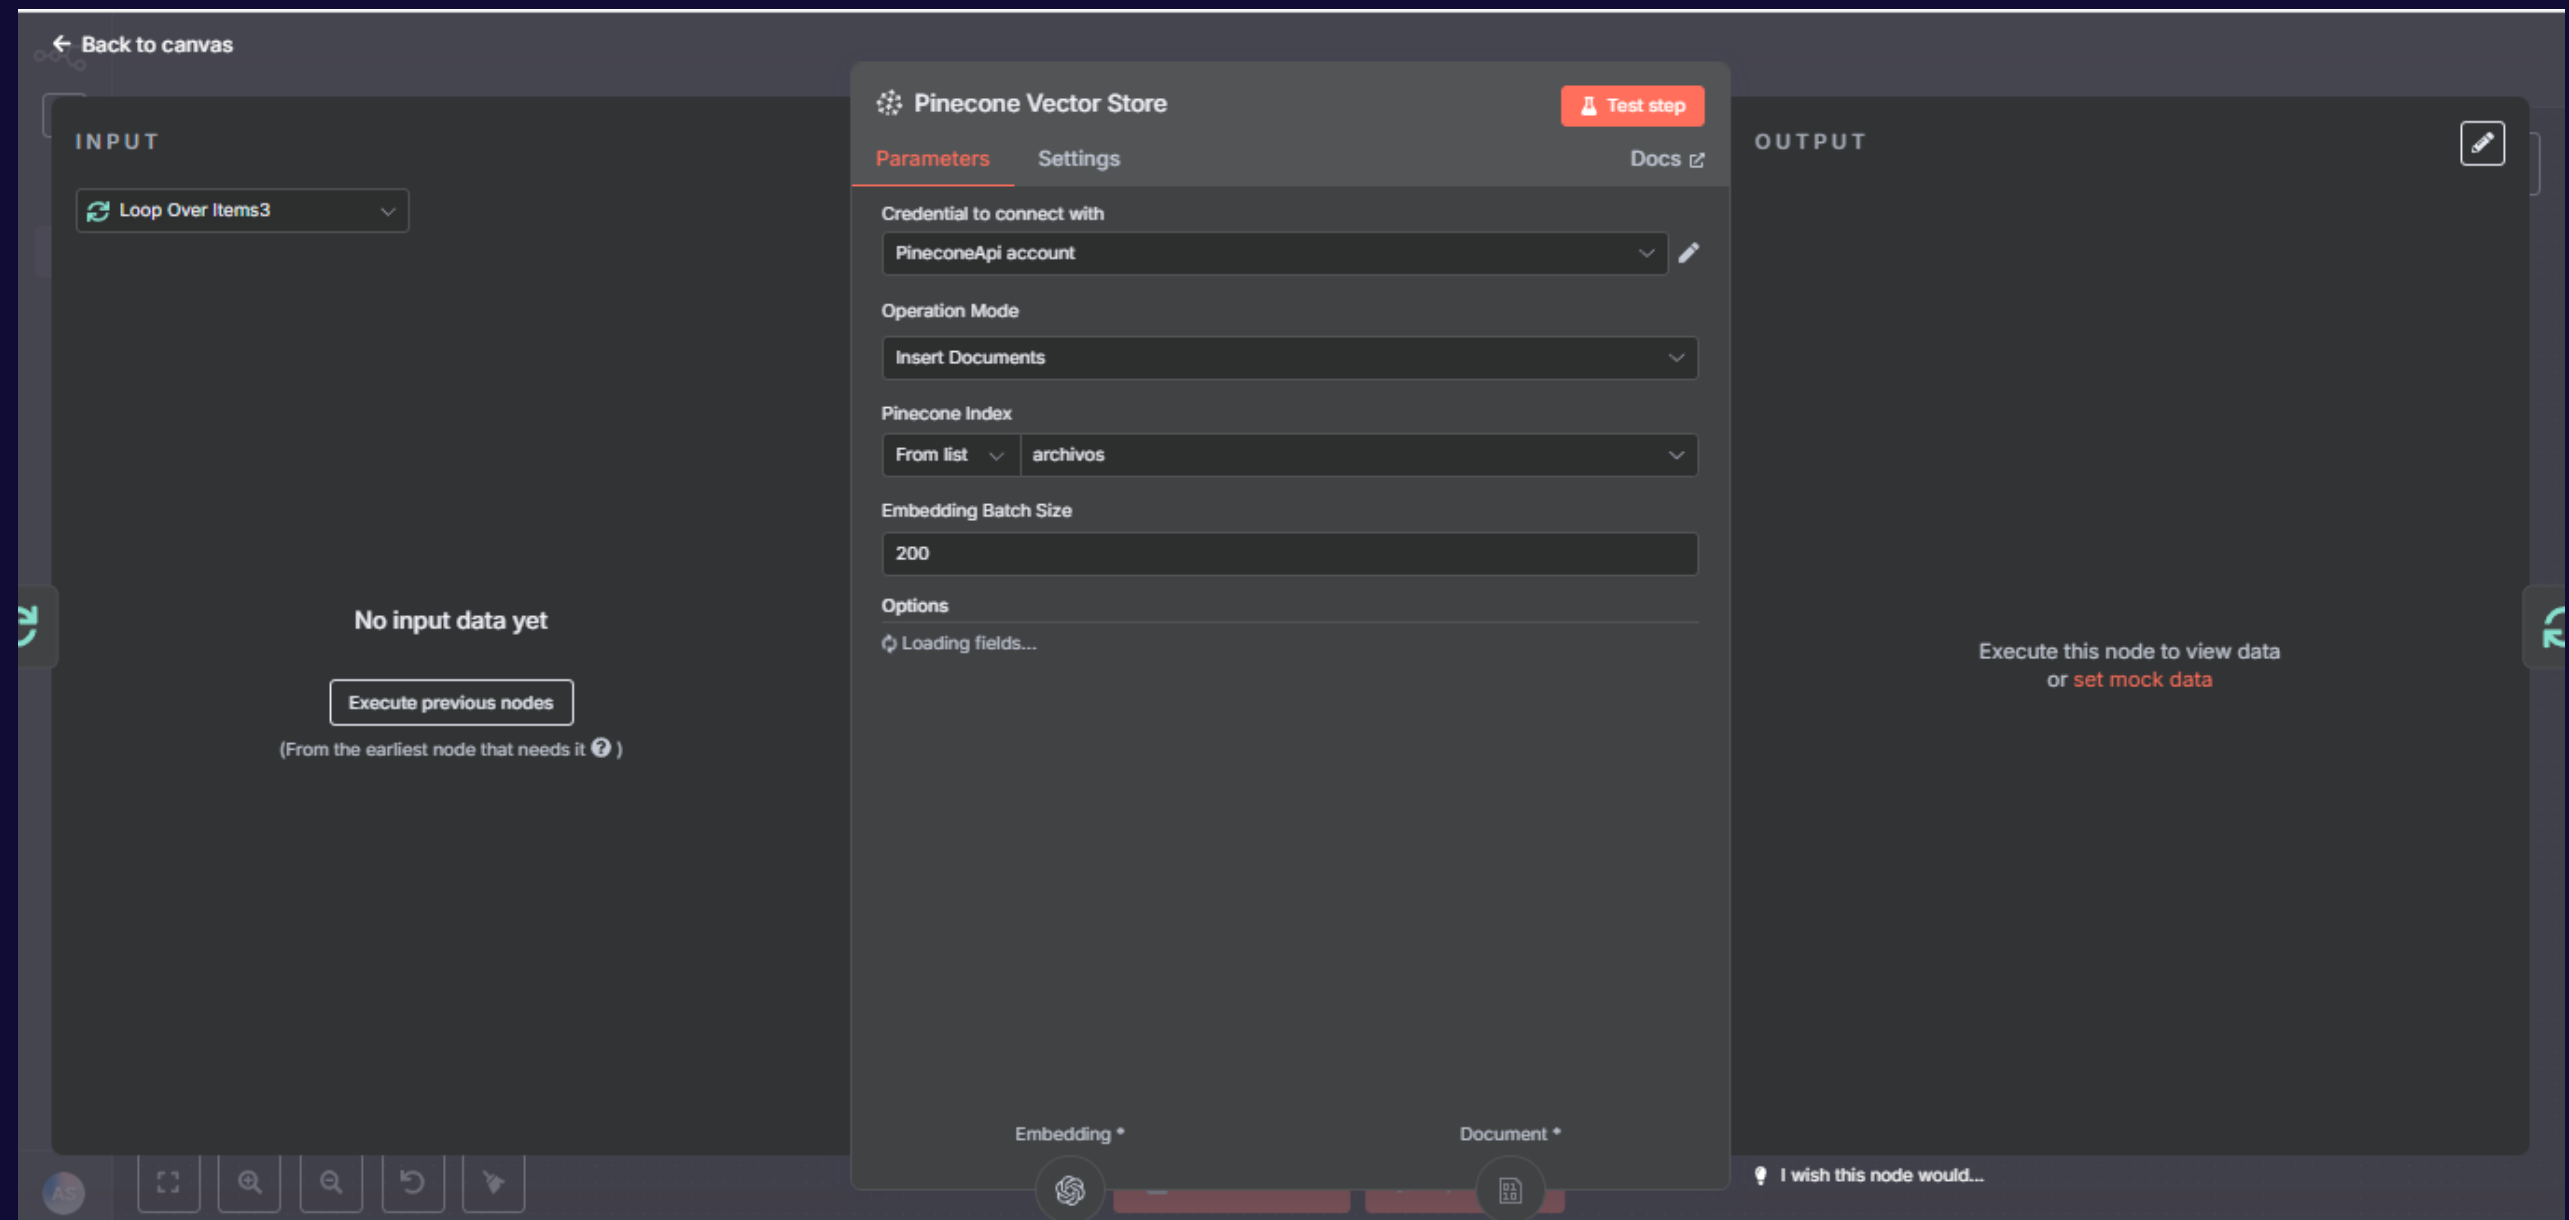 Back to canvas
INPUT
Loop Over Items3
No input data yet
Execute previous nodes
(From the earliest node that needs it ? )
Pinecone Vector Store
Test step
Parameters
Settings
Docs
Credential to connect with
PineconeApi account
Operation Mode
Insert Documents
Pinecone Index
From list
archivos
Embedding Batch Size
200
Options
Loading fields...
Embedding *
Document *
OUTPUT
Execute this node to view data
or set mock data
I wish this node would...
AS